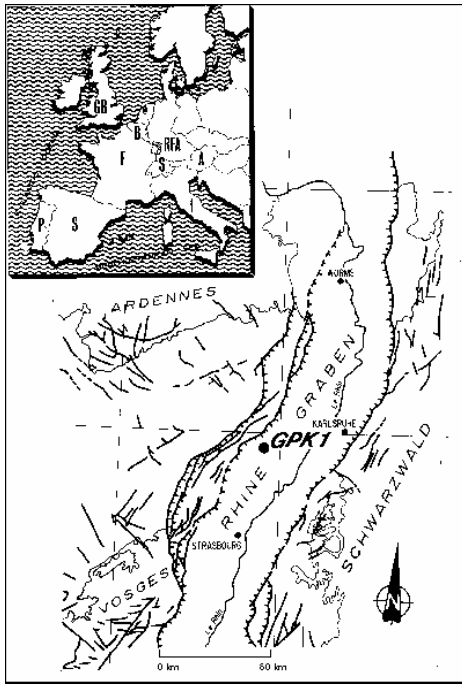 GB
B
RFA
F
S
A
P
S
ARDENNES
WORMS
RHINE GRABEN
KARLSRUHE
GPK1
SCHWARZWALD
STRASBOURG
VOSGES
N
0 km
60 km